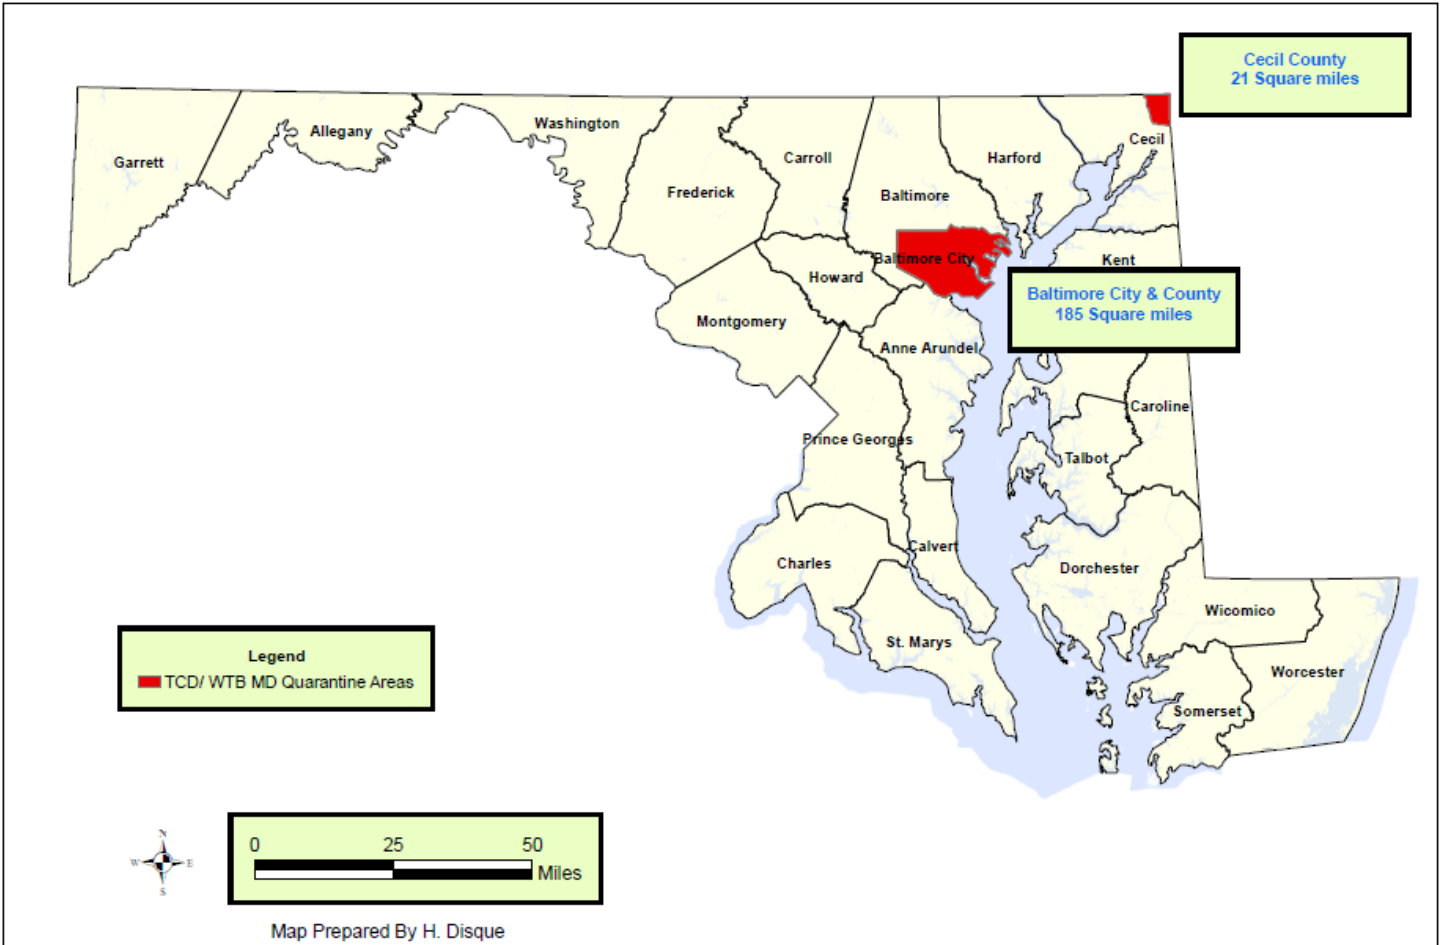 Cecil County
21 Square miles
Garrett
Allegany
Washington
Frederick
Carroll
Baltimore
Harford
Cecil
Baltimore City
Howard
Kent
Baltimore City & County
185 Square miles
Montgomery
Anne Arundel
Prince Georges
Caroline
Talbot
Calvert
Charles
Dorchester
St. Marys
Wicomico
Worcester
Somerset
Legend
TCD/ WTB MD Quarantine Areas
N
W
E
S
0 25 50
Miles
Map Prepared By H. Disque